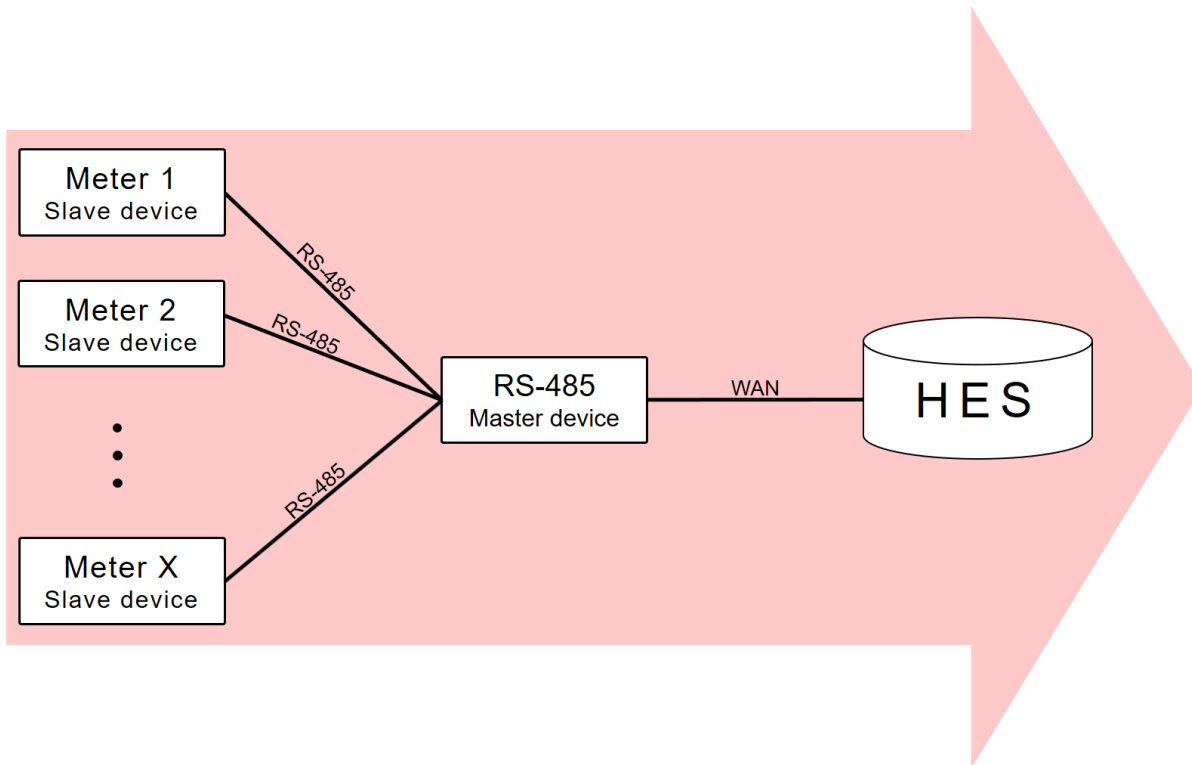 Meter 1
Slave device
RS-485
Meter 2
Slave device
RS-485
RS-485
Master device
WAN
HES
RS-485
Meter X
Slave device